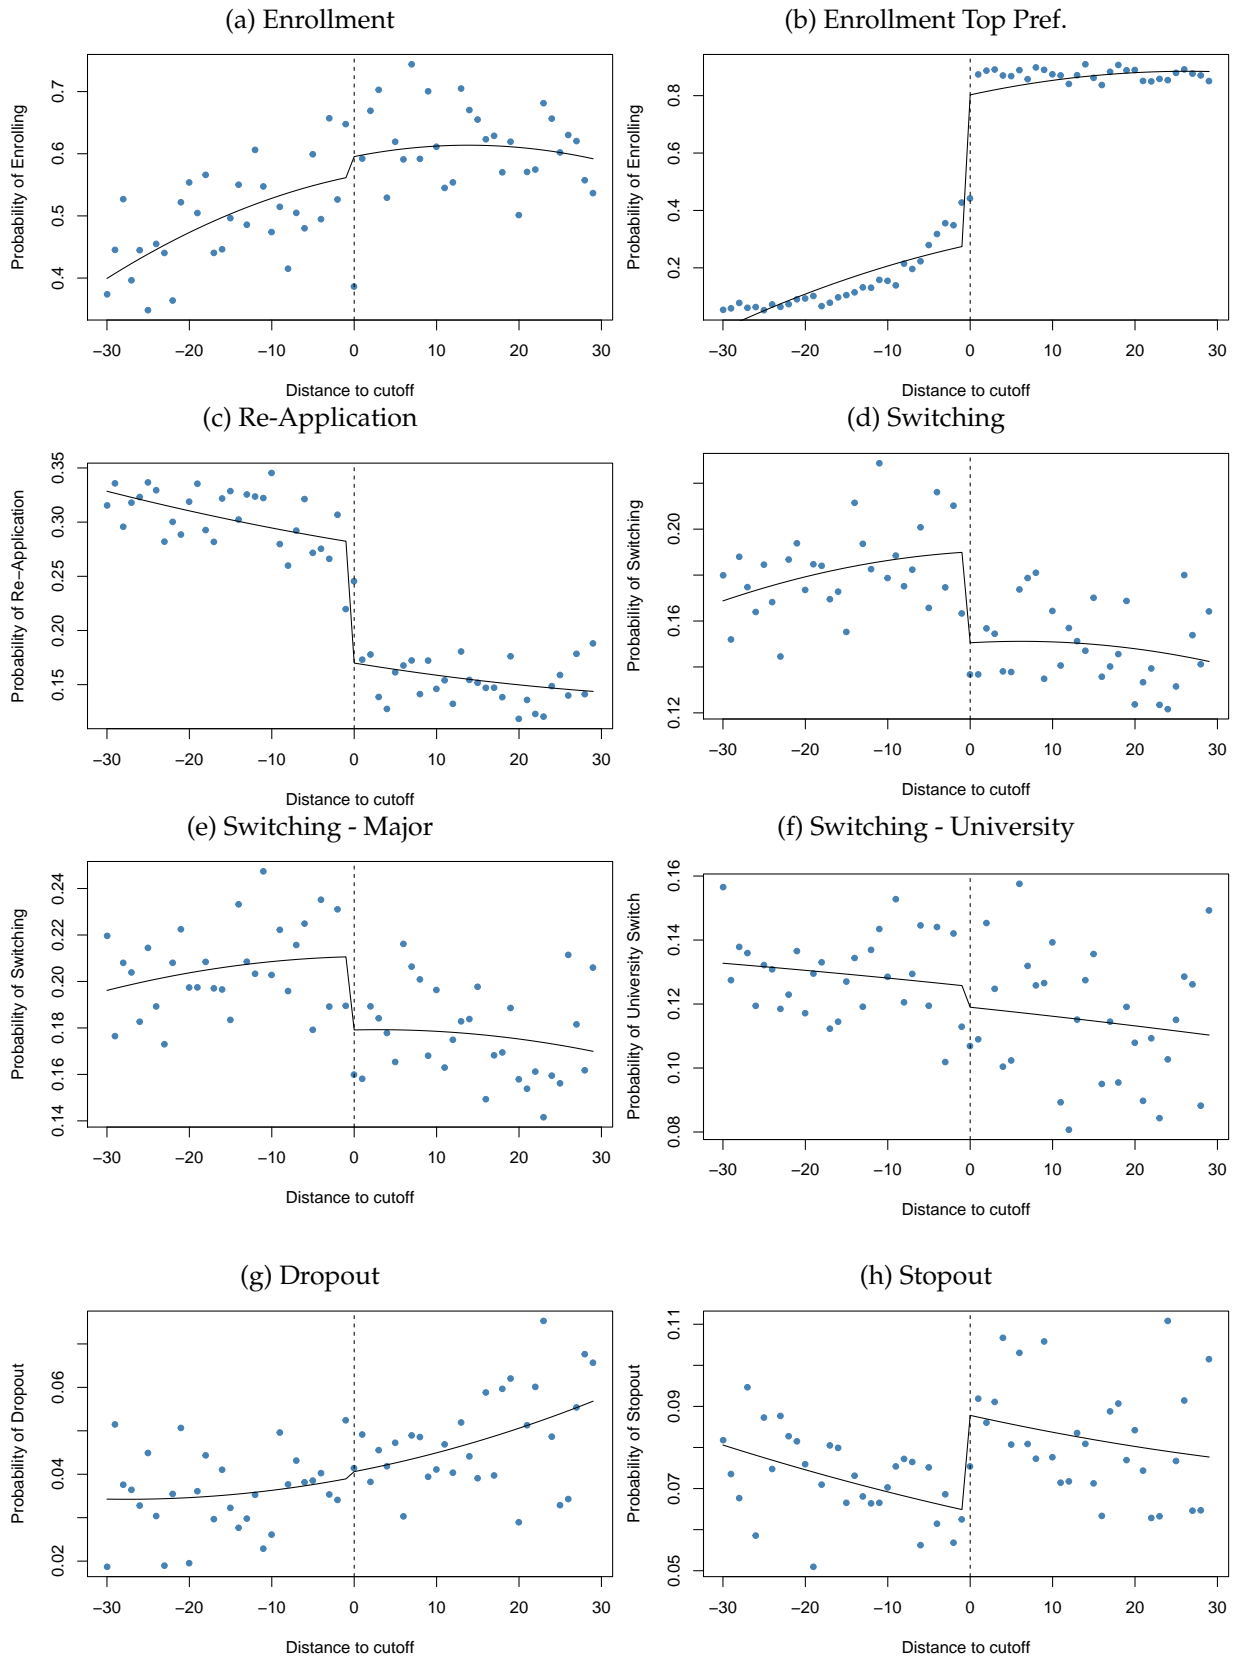 (a) Enrollment
(b) Enrollment Top Pref.
Probability of Enrolling
0.4 0.5 0.6 0.7
−30 −20 −10 0 10 20 30
Distance to cutoff
Probability of Enrolling
0.2 0.4 0.6 0.8
−30 −20 −10 0 10 20 30
Distance to cutoff
(c) Re-Application
(d) Switching
Probability of Re−Application
0.15 0.20 0.25 0.30 0.35
−30 −20 −10 0 10 20 30
Distance to cutoff
Probability of Switching
0.12 0.16 0.20
−30 −20 −10 0 10 20 30
Distance to cutoff
(e) Switching - Major
(f) Switching - University
Probability of Switching
0.14 0.16 0.18 0.20 0.22 0.24
−30 −20 −10 0 10 20 30
Distance to cutoff
Probability of University Switch
0.08 0.10 0.12 0.14 0.16
−30 −20 −10 0 10 20 30
Distance to cutoff
(g) Dropout
(h) Stopout
Probability of Dropout
0.02 0.04 0.06
−30 −20 −10 0 10 20 30
Distance to cutoff
Probability of Stopout
0.05 0.07 0.09 0.11
−30 −20 −10 0 10 20 30
Distance to cutoff